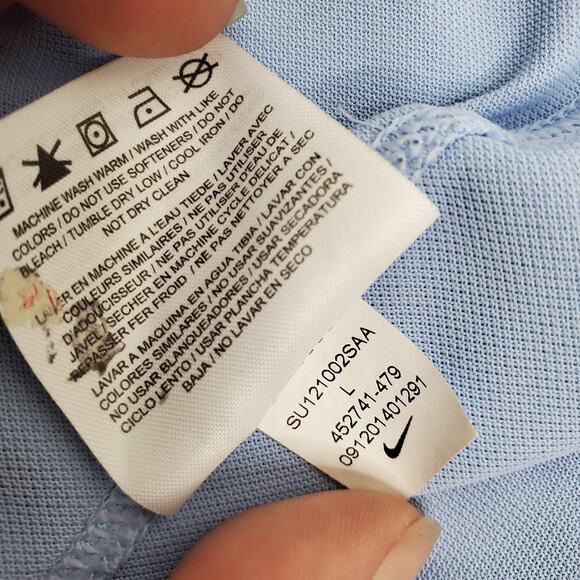 MACHINE WASH WARM / WASH WITH LIKE
COLORS / DO NOT USE SOFTENERS / DO NOT
BLEACH / TUMBLE DRY LOW / COOL IRON / DO
NOT DRY CLEAN
EN MACHINE À L'EAU TIEDE / LAVER AVEC
COULEURS SIMILAIRES / NE PAS UTILISER
D'ADOUCISSEUR / NE PAS UTILISER D'EAU DE
JAVEL SECHER EN MACHINE CYCLE DELICAT /
REPASSER FER FROID / NE PAS NETTOYER A SEC
LAVAR A MAQUINA EN AGUA TIBIA / LAVAR CON
COLORES SIMILARES / NO USAR SUAVIZANTES /
NO USAR BLANQUEADORES / USAR SECADORA
CICLO LENTO / USAR PLANCHA TEMPERATURA
BAJA / NO LAVAR EN SECO
SU121002SAA
L
452741-479
091201401291